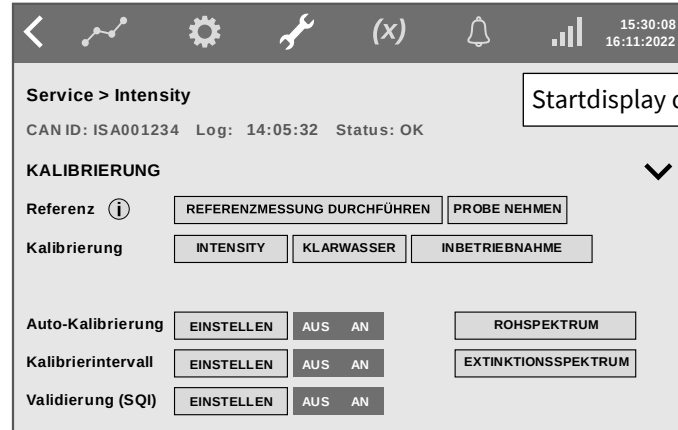 (x)
15:30:08
16:11:2022
Service > Intensity
Startdisplay
CAN ID: ISA001234 Log: 14:05:32 Status: OK
KALIBRIERUNG
Referenz i REFERENZMESSUNG DURCHFÜHREN PROBE NEHMEN
Kalibrierung INTENSITY KLARWASSER INBETRIEBNAHME
Auto-Kalibrierung EINSTELLEN AUS AN ROHSPEKTRUM
Kalibrierintervall EINSTELLEN AUS AN EXTINKTIONSSPEKTRUM
Validierung (SQI) EINSTELLEN AUS AN